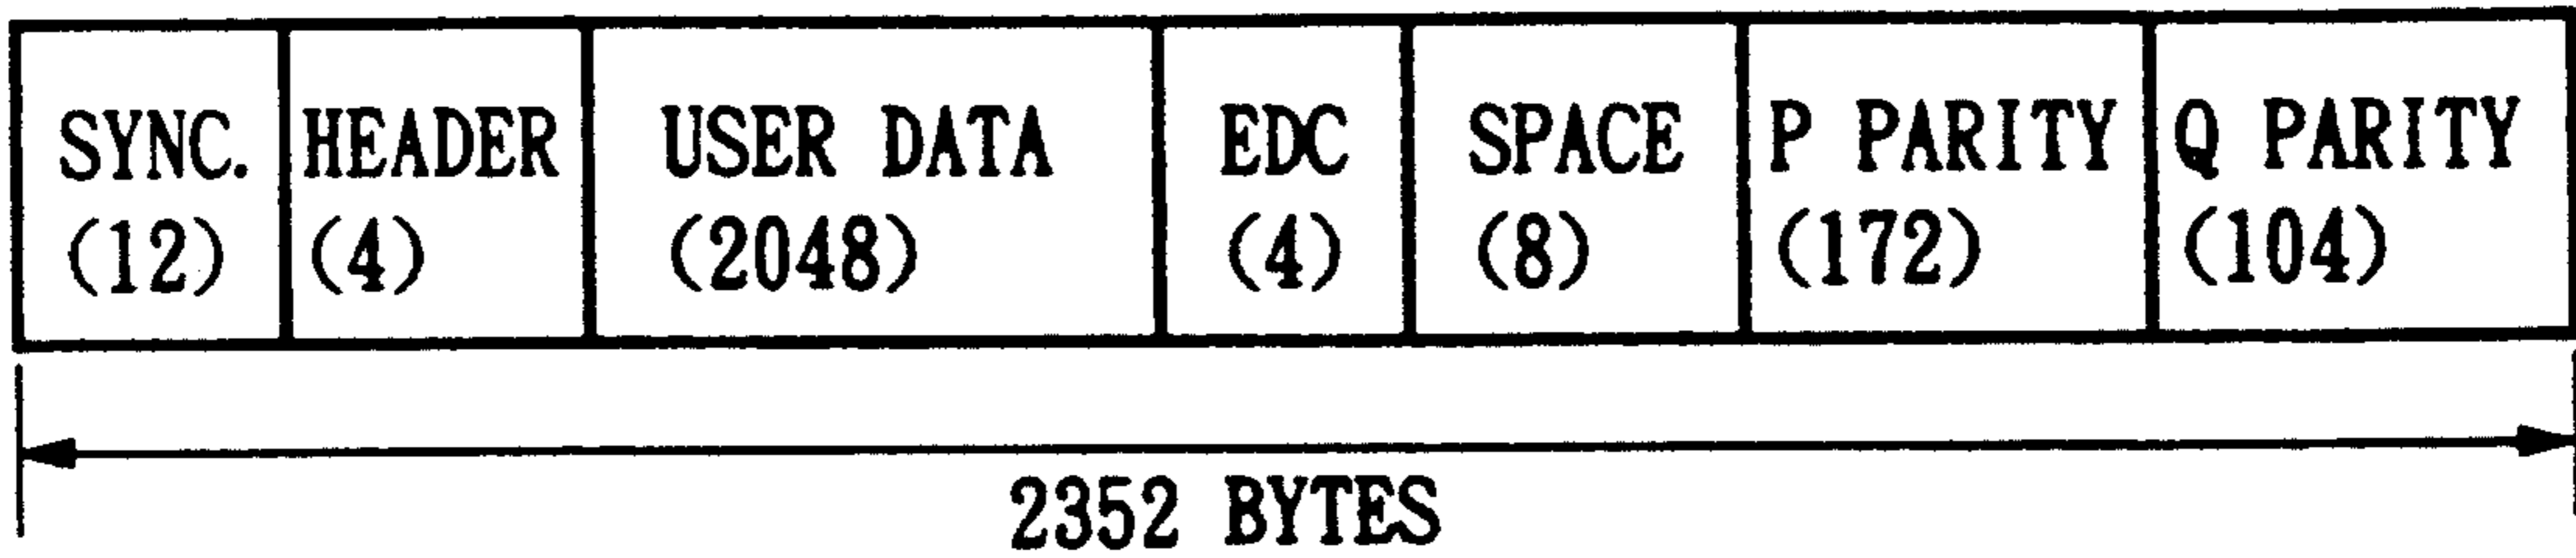 SYNC. HEADER USER DATA EDC SPACE P PARITY Q PARITY
(12) (4) (2048) (4) (8) (172) (104)
2352 BYTES